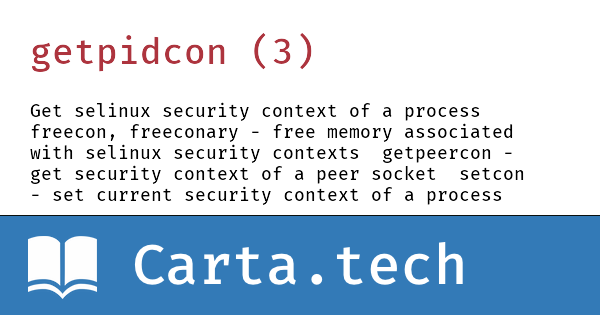 getpidcon (3)
Get selinux security context of a process
freecon, freeconary - free memory associated
with selinux security contexts  getpeercon -
get security context of a peer socket  setcon
- set current security context of a process
Carta.tech